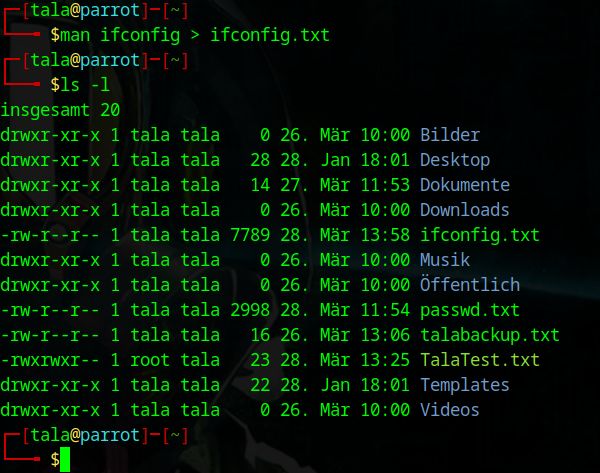 ┌─[tala@parrot]─[~]
└──╼ $man ifconfig > ifconfig.txt
┌─[tala@parrot]─[~]
└──╼ $ls -l
insgesamt 20
drwxr-xr-x 1 tala tala    0 26. Mär 10:00 Bilder
drwxr-xr-x 1 tala tala   28 28. Jan 18:01 Desktop
drwxr-xr-x 1 tala tala   14 27. Mär 11:53 Dokumente
drwxr-xr-x 1 tala tala    0 26. Mär 10:00 Downloads
-rw-r--r-- 1 tala tala 7789 28. Mär 13:58 ifconfig.txt
drwxr-xr-x 1 tala tala    0 26. Mär 10:00 Musik
drwxr-xr-x 1 tala tala    0 26. Mär 10:00 Öffentlich
-rw-r--r-- 1 tala tala 2998 28. Mär 11:54 passwd.txt
-rw-r--r-- 1 tala tala   16 26. Mär 13:06 talabackup.txt
-rwxrwxr-- 1 root tala   23 28. Mär 13:25 TalaTest.txt
drwxr-xr-x 1 tala tala   22 28. Jan 18:01 Templates
drwxr-xr-x 1 tala tala    0 26. Mär 10:00 Videos
┌─[tala@parrot]─[~]
└──╼ $